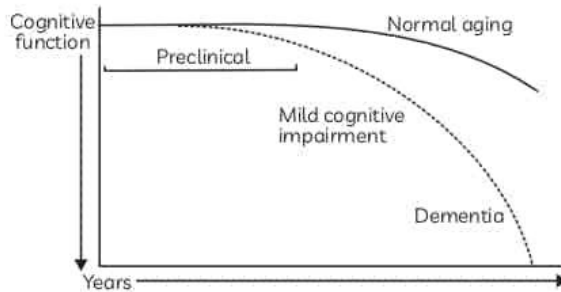 Cognitive
function
Normal aging
Preclinical
Mild cognitive
impairment
Dementia
Years